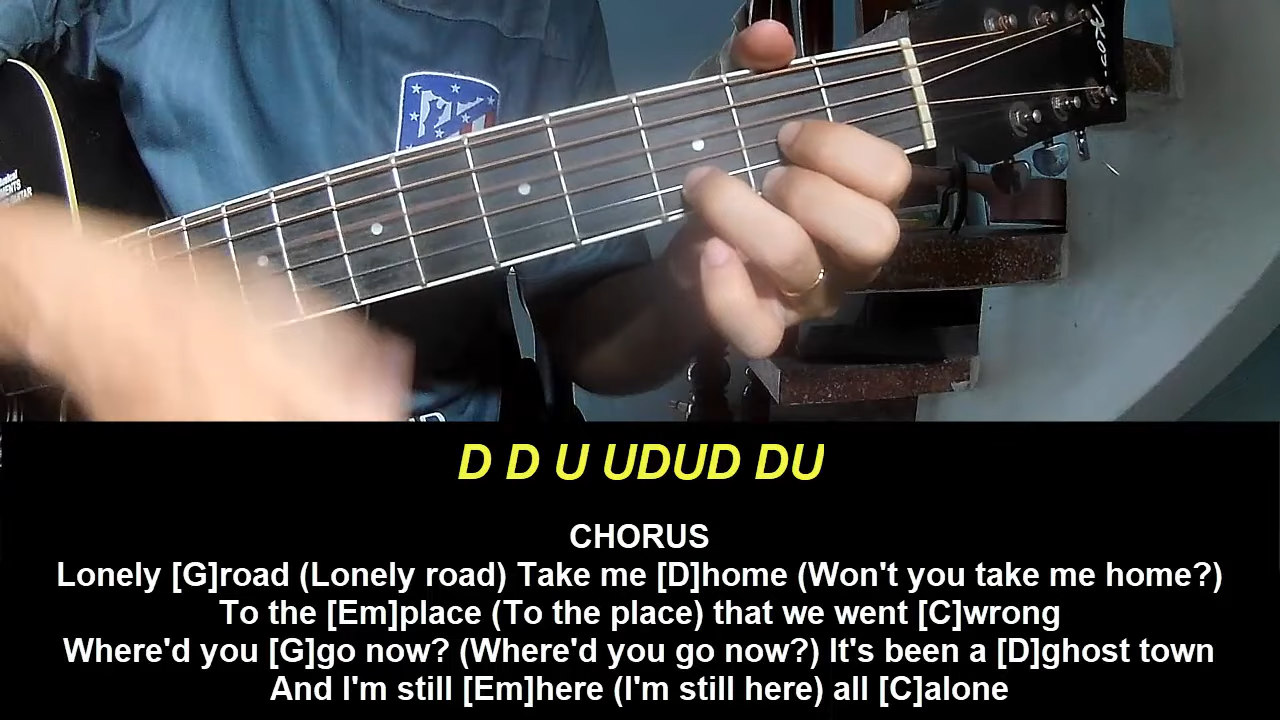 D D U UDUD DU
CHORUS
Lonely [G]road (Lonely road) Take me [D]home (Won't you take me home?)
To the [Em]place (To the place) that we went [C]wrong
Where'd you [G]go now? (Where'd you go now?) It's been a [D]ghost town
And I'm still [Em]here (I'm still here) all [C]alone